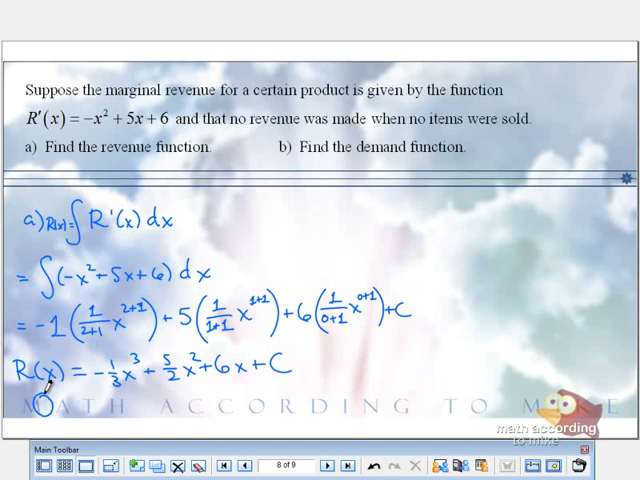 Suppose the marginal revenue for a certain product is given by the function
R′(x) = −x² + 5x + 6 and that no revenue was made when no items were sold.
a) Find the revenue function. b) Find the demand function.
a) R(x) = ∫ R'(x) dx
= ∫ (-x² + 5x + 6) dx
= -1 (1/(2+1) x^(2+1)) + 5 (1/(1+1) x^(1+1)) + 6 (1/(0+1) x^(0+1)) + C
R(x) = -1/3 x³ + 5/2 x² + 6x + C
0
MATH ACCORDING TO MIKE
math according
to mike
Main Toolbar
8 of 9